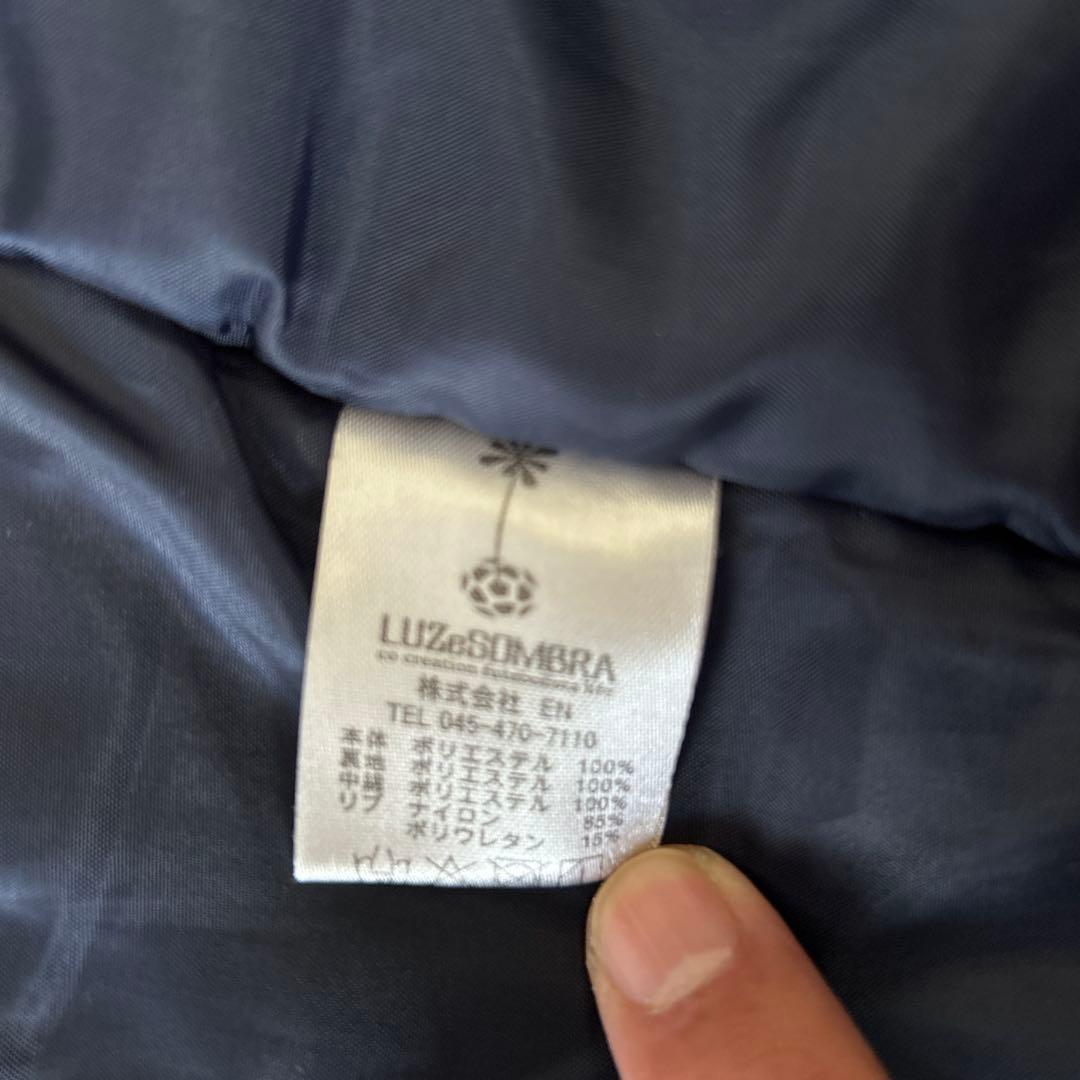 LUZeSOMBRA
co creation
株式会社 EN
TEL 045-470-7110
本体 ポリエステル 100%
裏地 ポリエステル 100%
中綿 ポリエステル 100%
リブ ナイロン 85%
ポリウレタン 15%